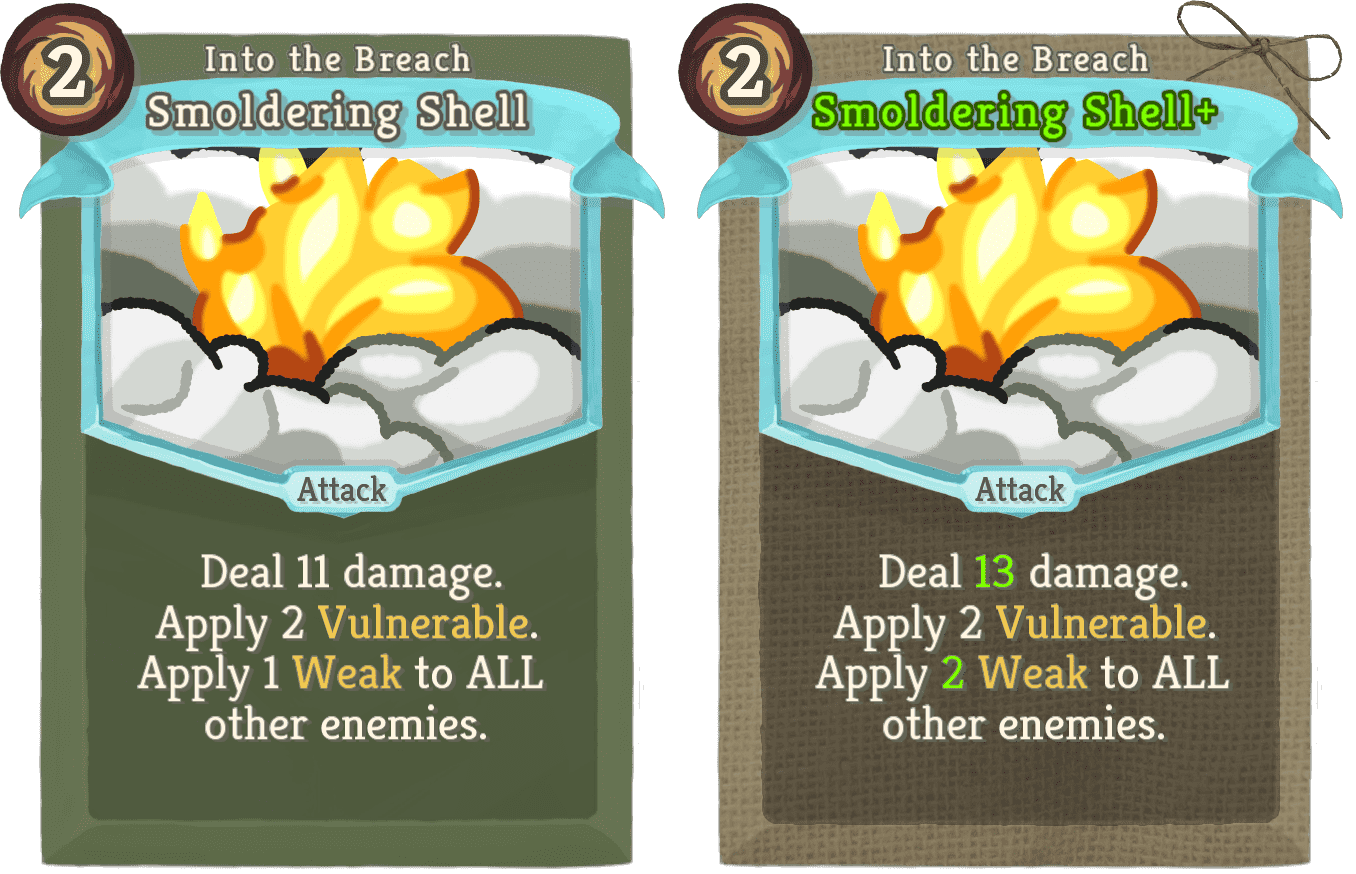 2
Into the Breach
Smoldering Shell
Attack
Deal 11 damage.
Apply 2 Vulnerable.
Apply 1 Weak to ALL
other enemies.
2
Into the Breach
Smoldering Shell+
Attack
Deal 13 damage.
Apply 2 Vulnerable.
Apply 2 Weak to ALL
other enemies.